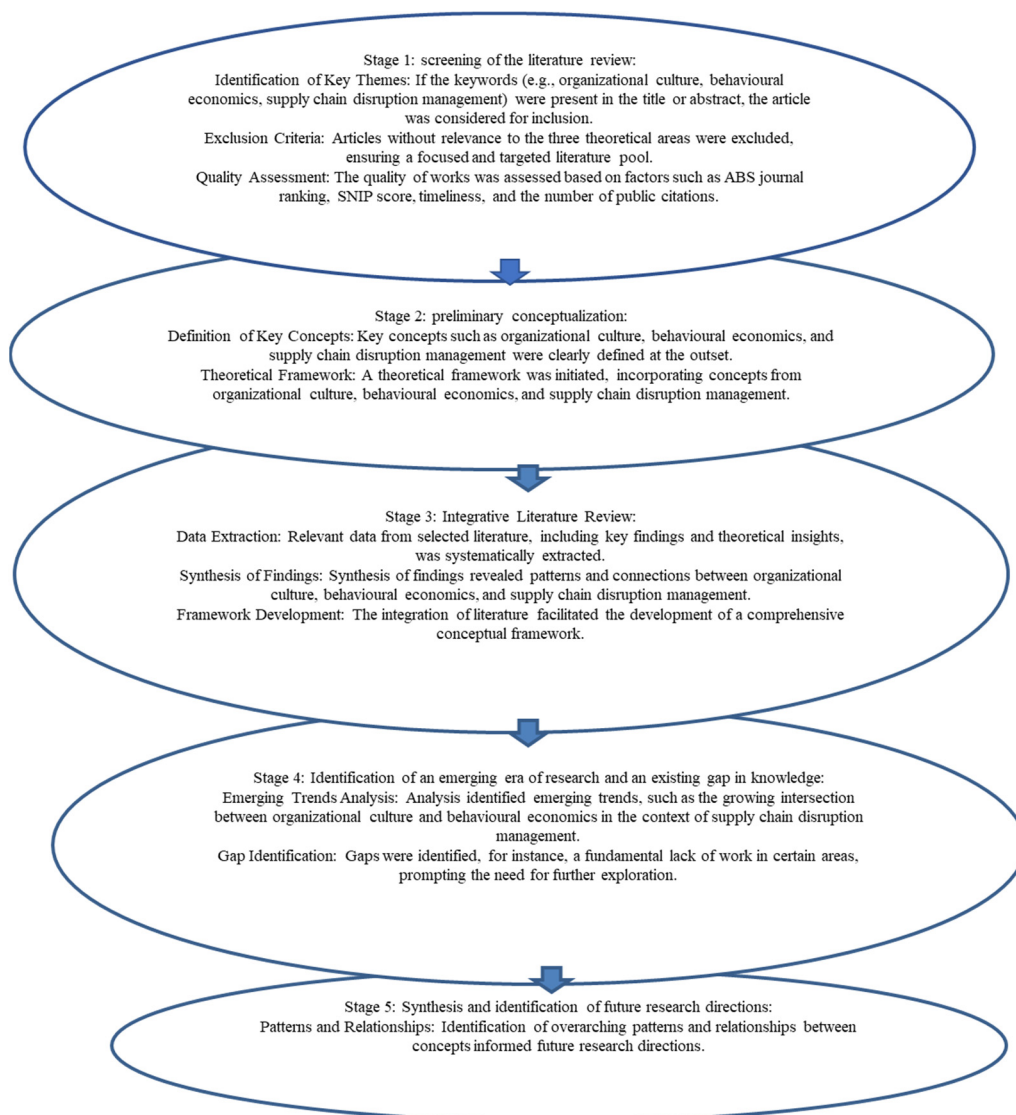 Stage 1: screening of the literature review:
Identification of Key Themes: If the keywords (e.g., organizational culture, behavioural
economics, supply chain disruption management) were present in the title or abstract, the article
was considered for inclusion.
Exclusion Criteria: Articles without relevance to the three theoretical areas were excluded,
ensuring a focused and targeted literature pool.
Quality Assessment: The quality of works was assessed based on factors such as ABS journal
ranking, SNIP score, timeliness, and the number of public citations.
Stage 2: preliminary conceptualization:
Definition of Key Concepts: Key concepts such as organizational culture, behavioural economics, and
supply chain disruption management were clearly defined at the outset.
Theoretical Framework: A theoretical framework was initiated, incorporating concepts from
organizational culture, behavioural economics, and supply chain disruption management.
Stage 3: Integrative Literature Review:
Data Extraction: Relevant data from selected literature, including key findings and theoretical insights,
was systematically extracted.
Synthesis of Findings: Synthesis of findings revealed patterns and connections between organizational
culture, behavioural economics, and supply chain disruption management.
Framework Development: The integration of literature facilitated the development of a comprehensive
conceptual framework.
Stage 4: Identification of an emerging era of research and an existing gap in knowledge:
Emerging Trends Analysis: Analysis identified emerging trends, such as the growing intersection
between organizational culture and behavioural economics in the context of supply chain disruption
management.
Gap Identification: Gaps were identified, for instance, a fundamental lack of work in certain areas,
prompting the need for further exploration.
Stage 5: Synthesis and identification of future research directions:
Patterns and Relationships: Identification of overarching patterns and relationships between
concepts informed future research directions.